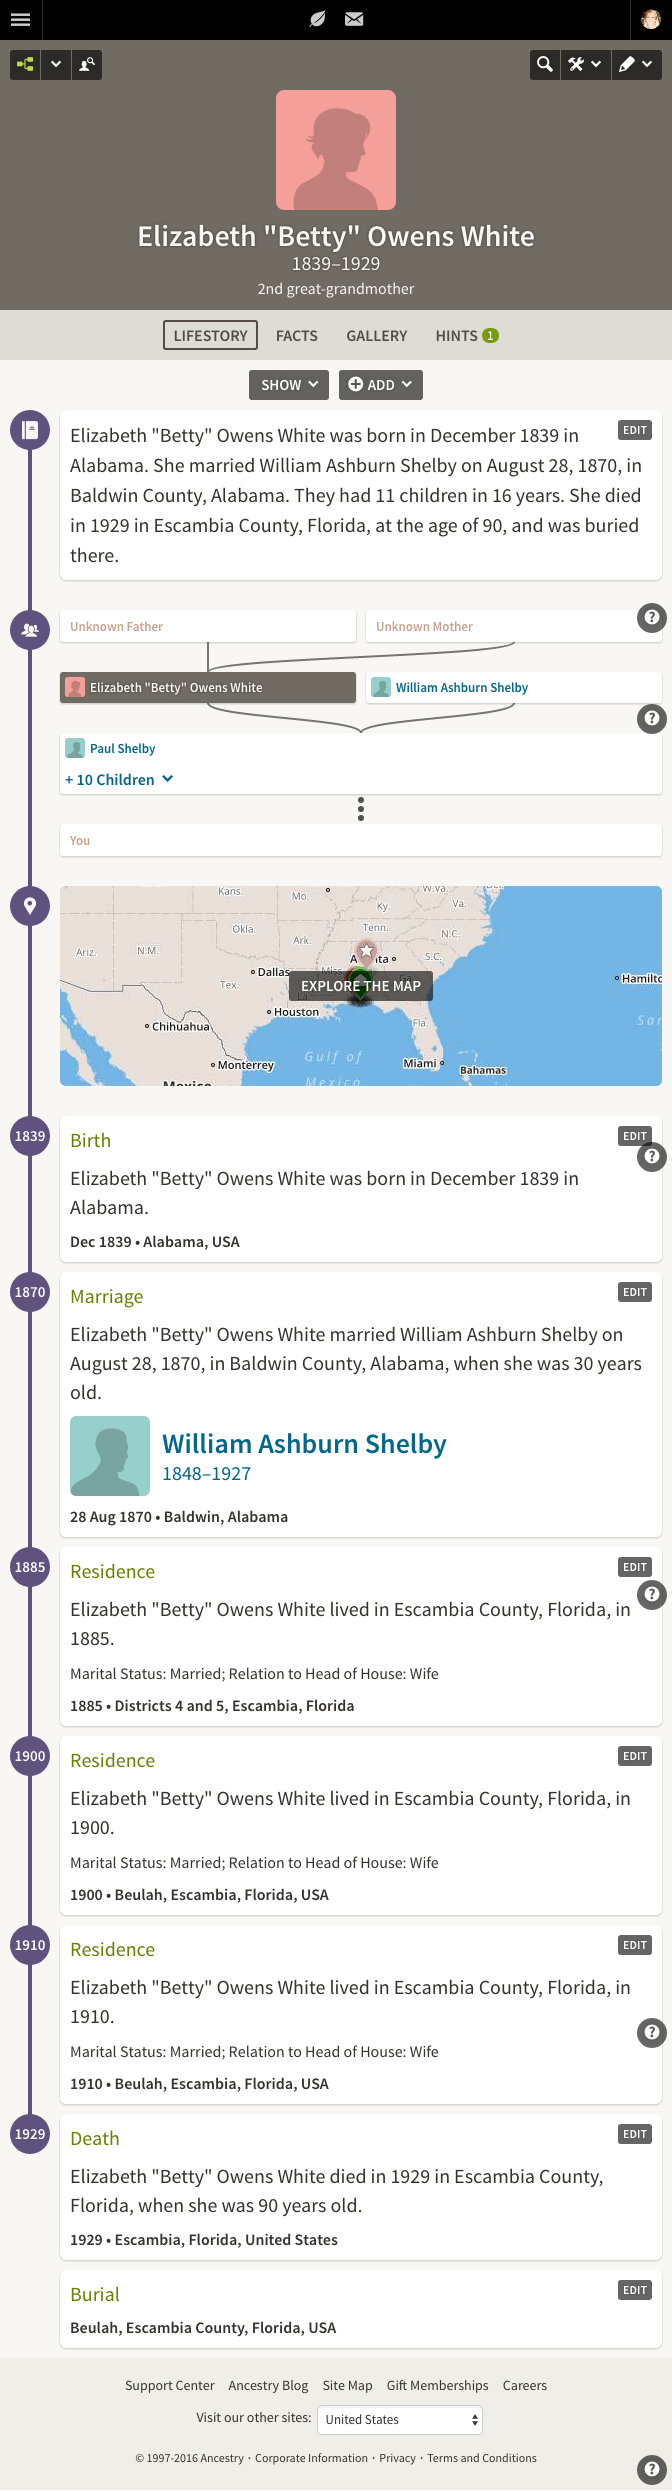 Elizabeth "Betty" Owens White
1839–1929
2nd great-grandmother
LIFESTORY FACTS GALLERY HINTS 1
SHOW ADD
EDIT
Elizabeth "Betty" Owens White was born in December 1839 in
Alabama. She married William Ashburn Shelby on August 28, 1870, in
Baldwin County, Alabama. They had 11 children in 16 years. She died
in 1929 in Escambia County, Florida, at the age of 90, and was buried
there.
Unknown Father Unknown Mother ?
Elizabeth "Betty" Owens White William Ashburn Shelby
?
Paul Shelby
+ 10 Children
You
Kans. Mo. W.Va. Del.
Ky. Va.
Okla. Tenn. N.C.
Ariz. N.M. Ark. S.C.
Dallas Miss.
Tex. EXPLORE THE MAP
La.
Houston
Chihuahua Fla.
Gulf of
Mexico
Monterrey Miami Bahamas
Mexico
1839 Birth EDIT
?
Elizabeth "Betty" Owens White was born in December 1839 in
Alabama.
Dec 1839 • Alabama, USA
1870 Marriage EDIT
Elizabeth "Betty" Owens White married William Ashburn Shelby on
August 28, 1870, in Baldwin County, Alabama, when she was 30 years
old.
William Ashburn Shelby
1848–1927
28 Aug 1870 • Baldwin, Alabama
1885 Residence EDIT
?
Elizabeth "Betty" Owens White lived in Escambia County, Florida, in
1885.
Marital Status: Married; Relation to Head of House: Wife
1885 • Districts 4 and 5, Escambia, Florida
1900 Residence EDIT
Elizabeth "Betty" Owens White lived in Escambia County, Florida, in
1900.
Marital Status: Married; Relation to Head of House: Wife
1900 • Beulah, Escambia, Florida, USA
1910 Residence EDIT
Elizabeth "Betty" Owens White lived in Escambia County, Florida, in
1910.
?
Marital Status: Married; Relation to Head of House: Wife
1910 • Beulah, Escambia, Florida, USA
1929 Death EDIT
Elizabeth "Betty" Owens White died in 1929 in Escambia County,
Florida, when she was 90 years old.
1929 • Escambia, Florida, United States
Burial EDIT
Beulah, Escambia County, Florida, USA
Support Center Ancestry Blog Site Map Gift Memberships Careers
Visit our other sites: United States
© 1997-2016 Ancestry · Corporate Information · Privacy · Terms and Conditions
?